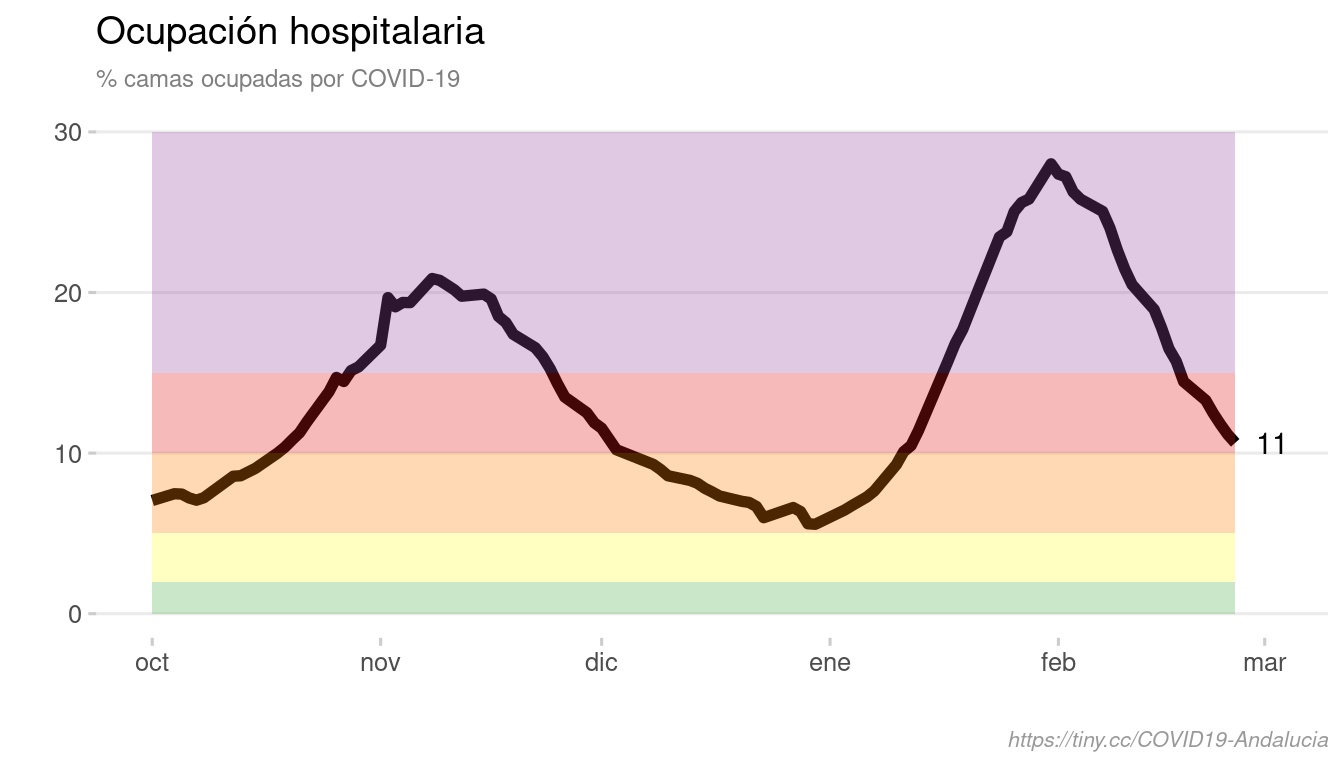 Ocupación hospitalaria
% camas ocupadas por COVID-19
30
20
10
0
11
oct nov dic ene feb mar
https://tiny.cc/COVID19-Andalucia